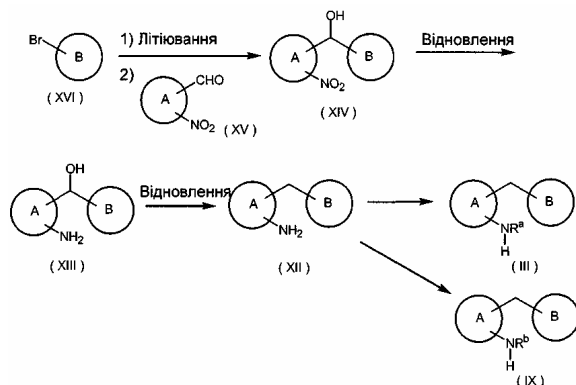 OH
Br
B
1) Літіювання
A
B
Відновлення
2)
CHO
A
NO2
NO2
(XVI)
(XV)
(XIV)
OH
A
B
Відновлення
A
B
A
B
NH2
NH2
NRᵃ
H
(XIII)
(XII)
(III)
A
B
NRᵇ
H
(IX)